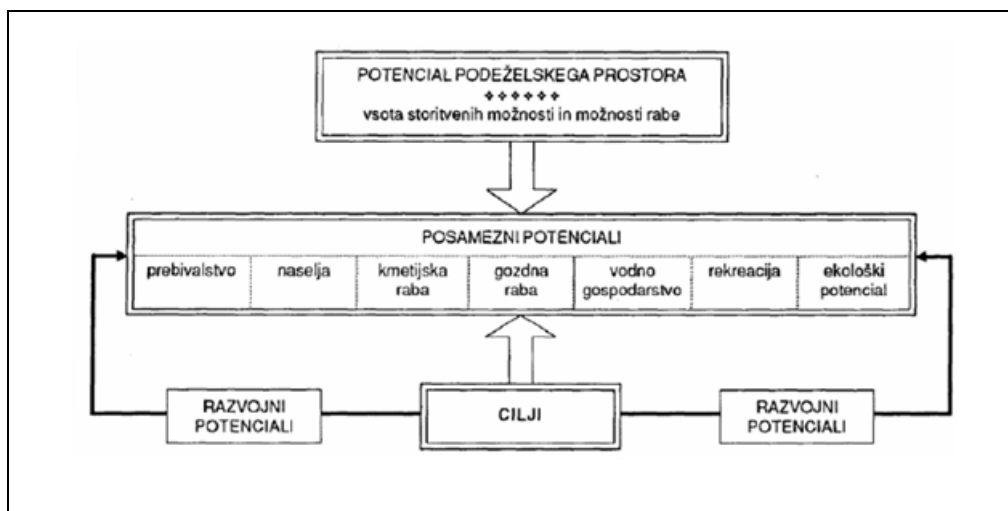 POTENCIAL PODEŽELSKEGA PROSTORA
vsota storitvenih možnosti in možnosti rabe
POSAMEZNI POTENCIALI
prebivalstvo
naselja
kmetijska
raba
gozdna
raba
vodno
gospodarstvo
rekreacija
ekološki
potencial
RAZVOJNI
POTENCIALI
CILJI
RAZVOJNI
POTENCIALI